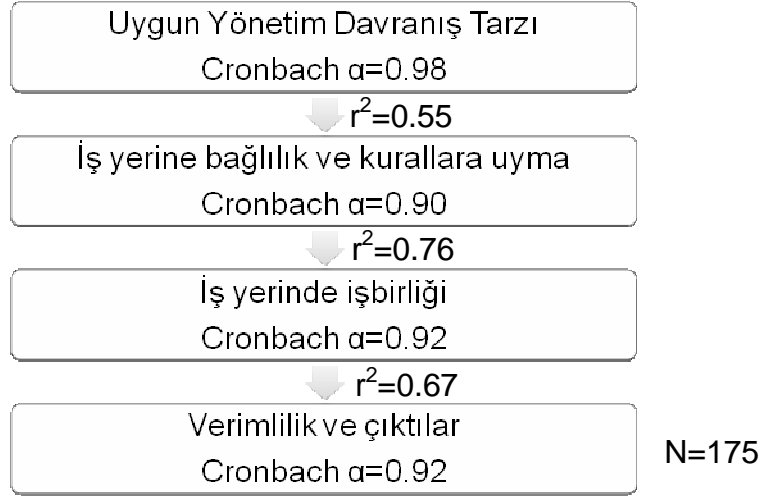 Uygun Yönetim Davranış Tarzı
Cronbach α=0.98
r²=0.55
İş yerine bağlılık ve kurallara uyma
Cronbach α=0.90
r²=0.76
İş yerinde işbirliği
Cronbach α=0.92
r²=0.67
Verimlilik ve çıktılar
Cronbach α=0.92
N=175